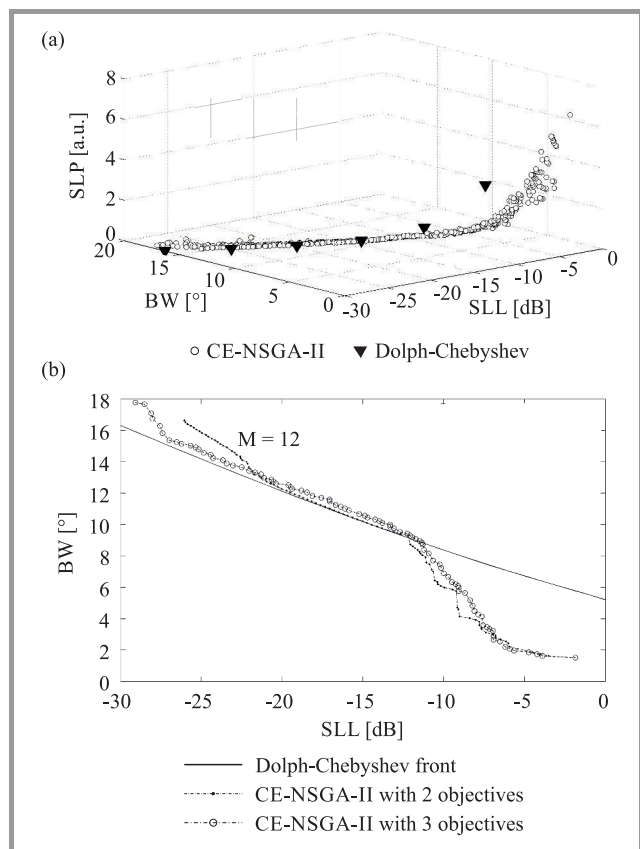 (a)
8
6
4
2
0
SLP [a.u.]
20
15
10
5
0
BW [°]
-30
-25
-20
-15
-10
-5
0
SLL [dB]
CE-NSGA-II Dolph-Chebyshev
(b)
18
16
14
12
10
8
6
4
2
0
BW [°]
M = 12
-30 -25 -20 -15 -10 -5 0
SLL [dB]
Dolph-Chebyshev front
CE-NSGA-II with 2 objectives
CE-NSGA-II with 3 objectives